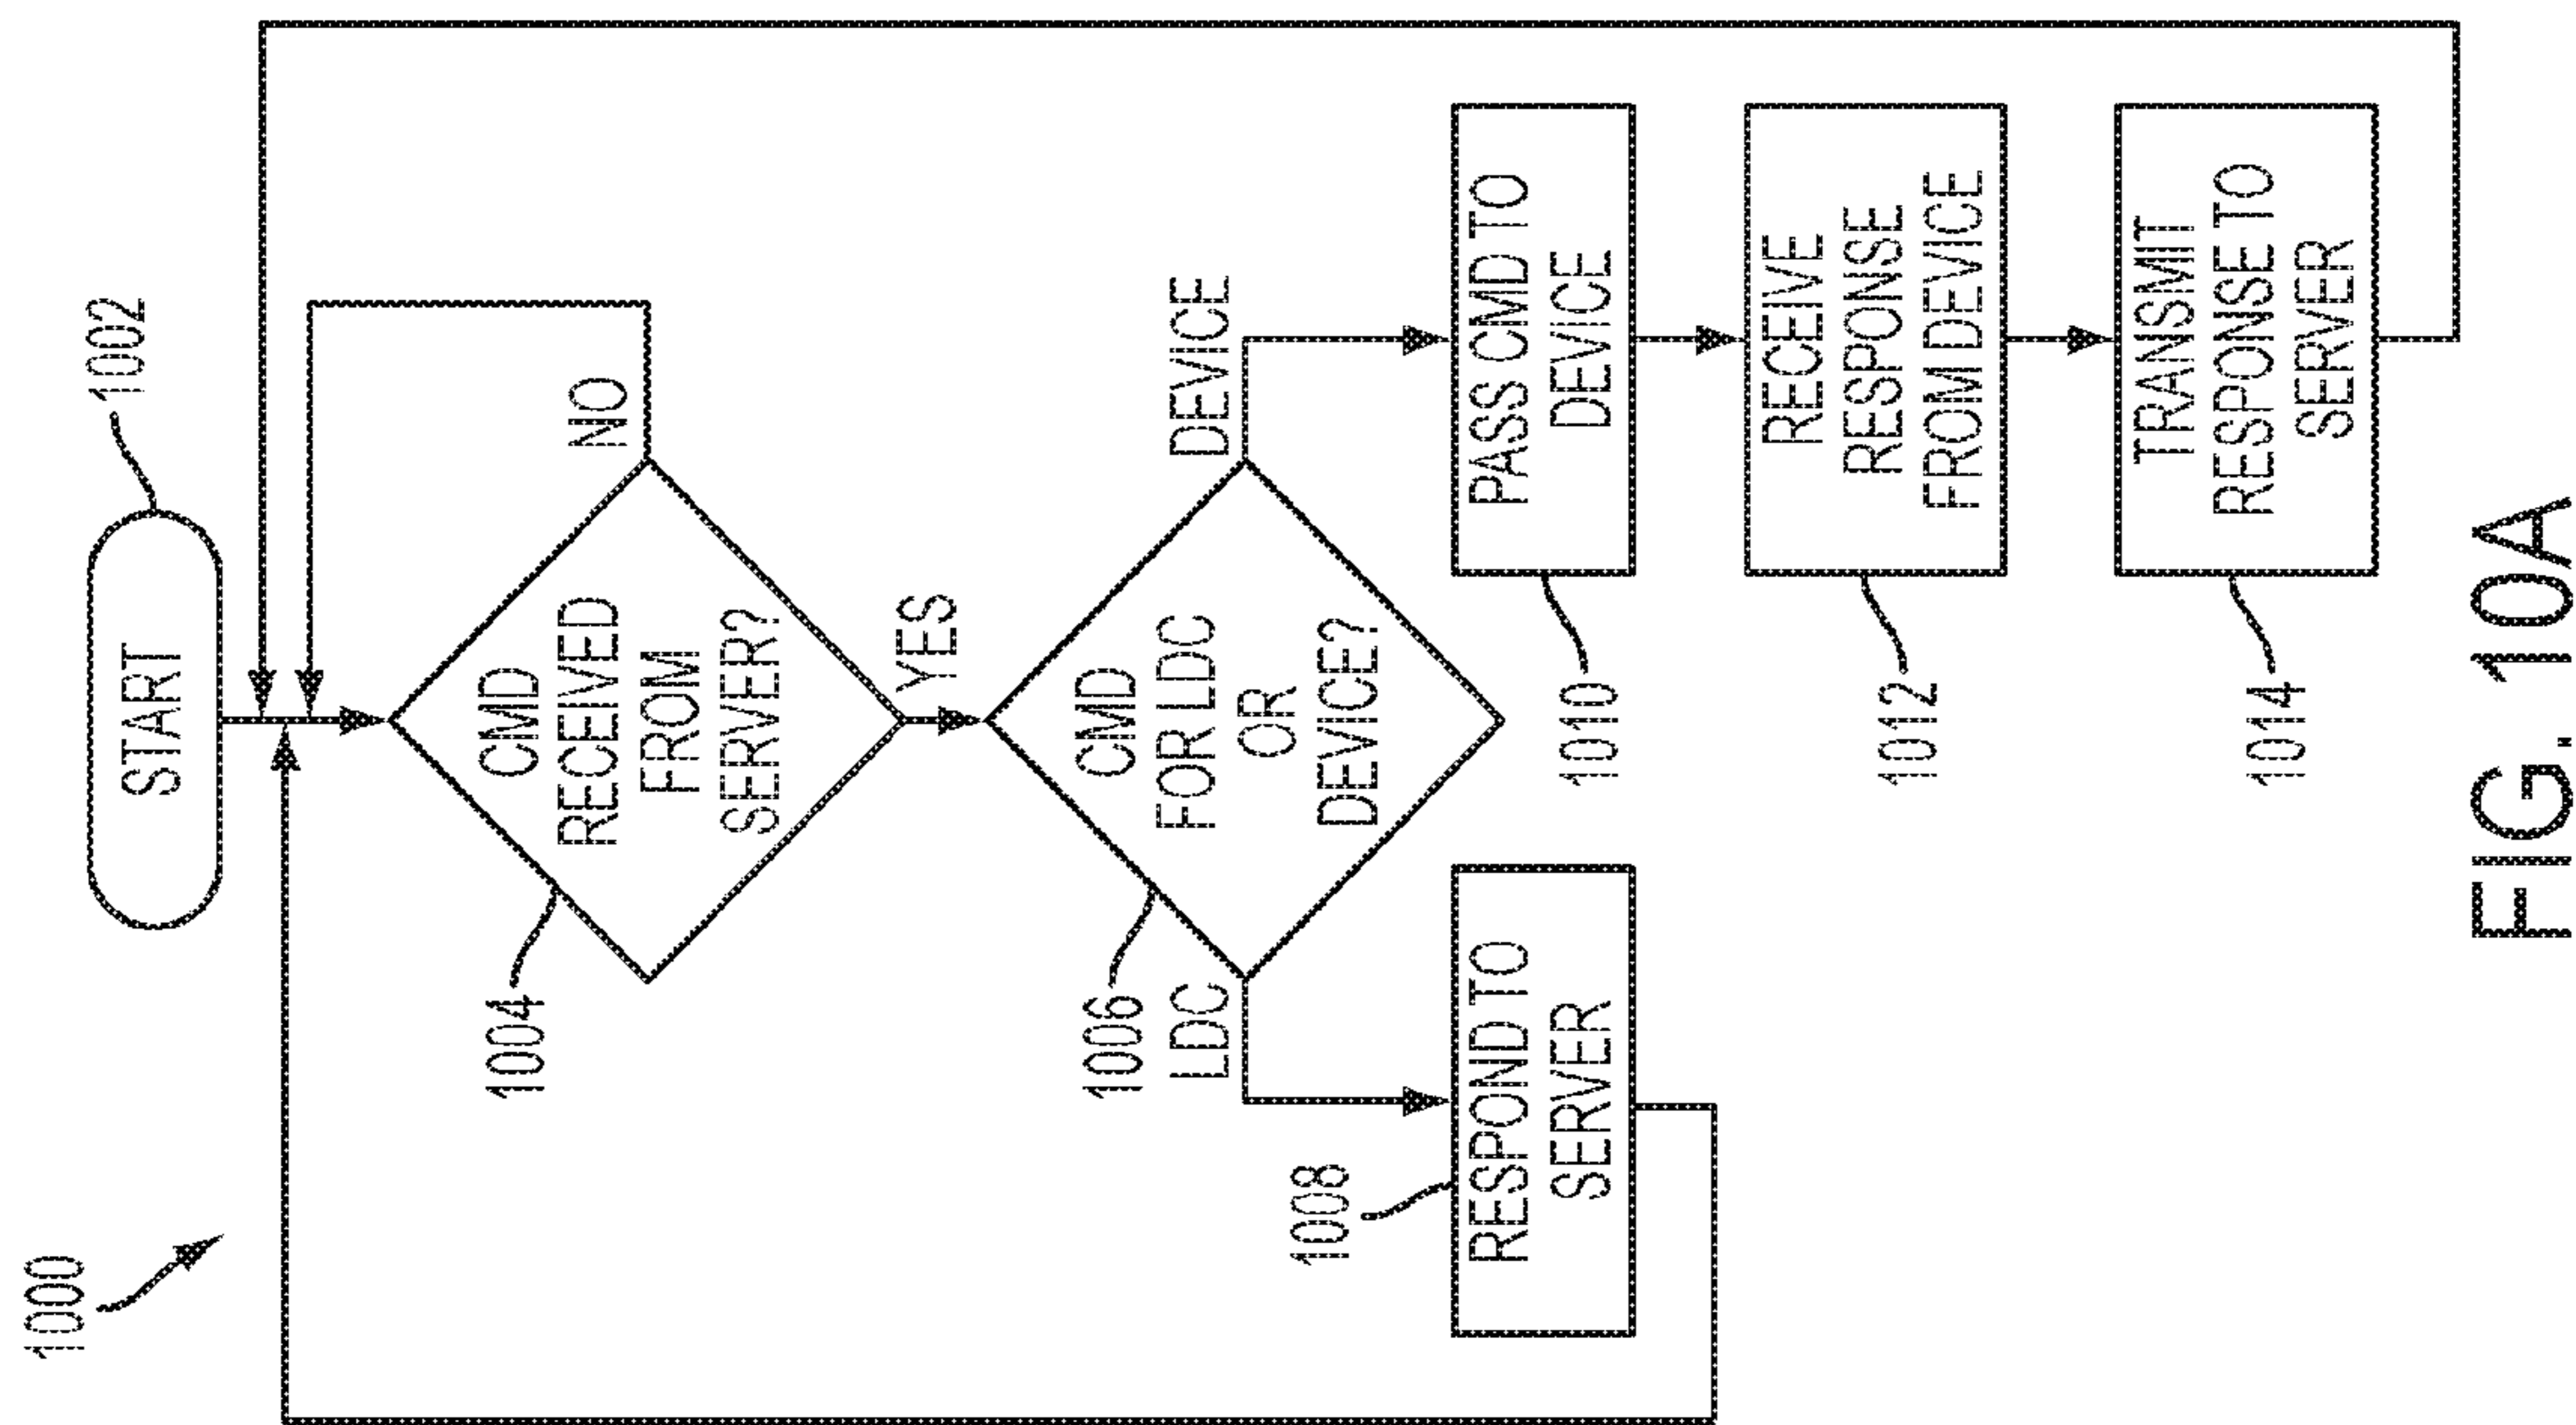 1000
START
1002
CMD
RECEIVED
FROM
SERVER?
1004
NO
YES
CMD
FOR LDC
OR
DEVICE?
1006
LDC
DEVICE
RESPOND TO
SERVER
1008
PASS CMD TO
DEVICE
1010
RECEIVE
RESPONSE
FROM DEVICE
1012
TRANSMIT
RESPONSE TO
SERVER
1014
FIG. 10A